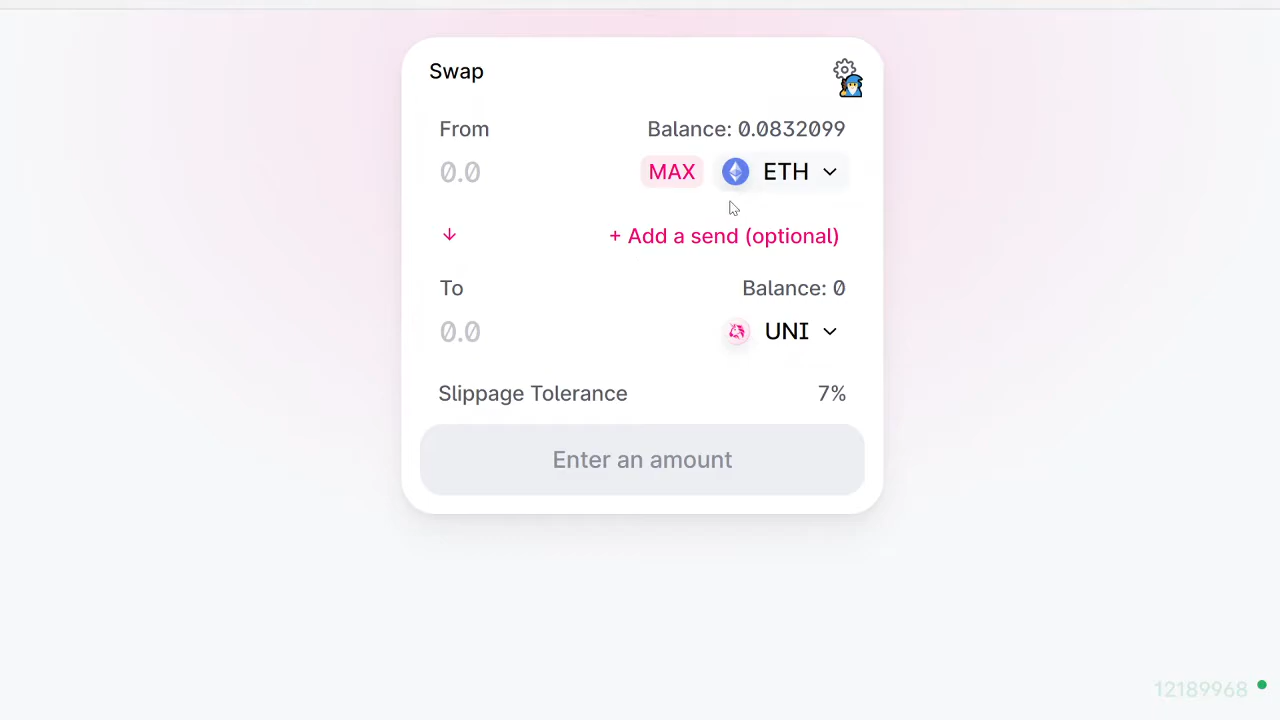 Swap
From Balance: 0.0832099
0.0 MAX ETH
+ Add a send (optional)
To Balance: 0
0.0 UNI
Slippage Tolerance 7%
Enter an amount
12189968